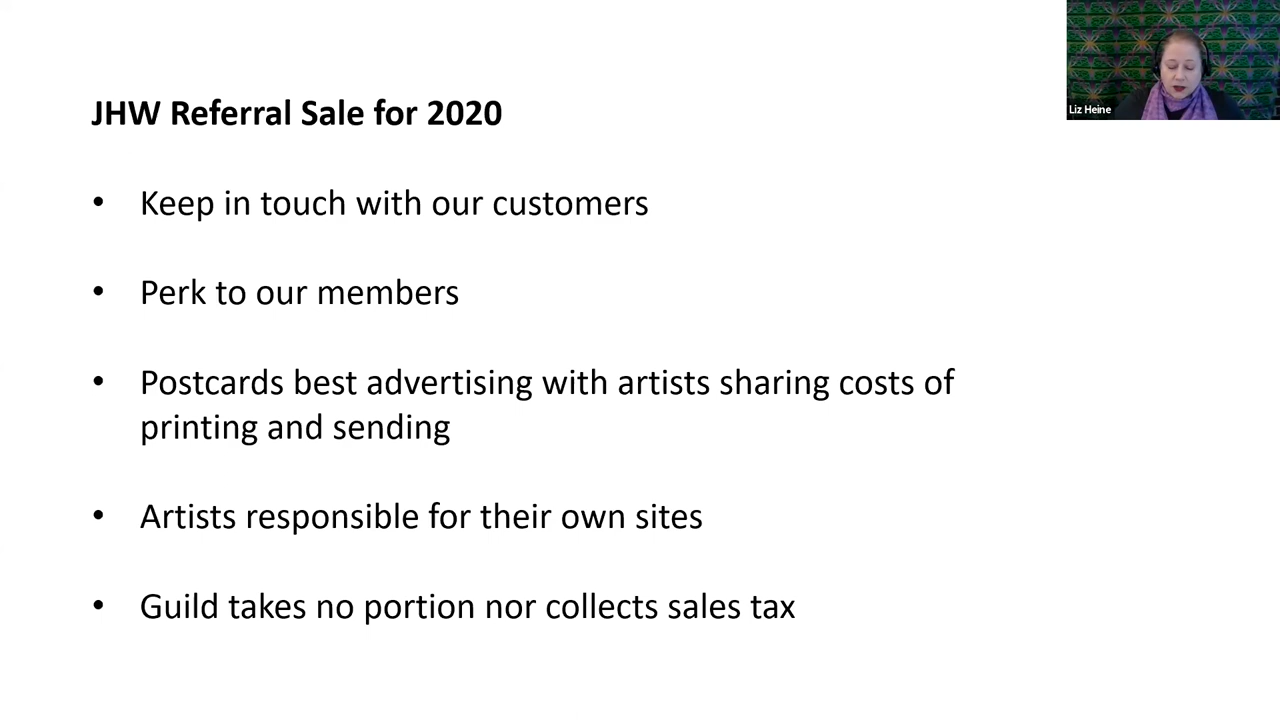 JHW Referral Sale for 2020
Liz Heine
• Keep in touch with our customers
• Perk to our members
• Postcards best advertising with artists sharing costs of
printing and sending
• Artists responsible for their own sites
• Guild takes no portion nor collects sales tax